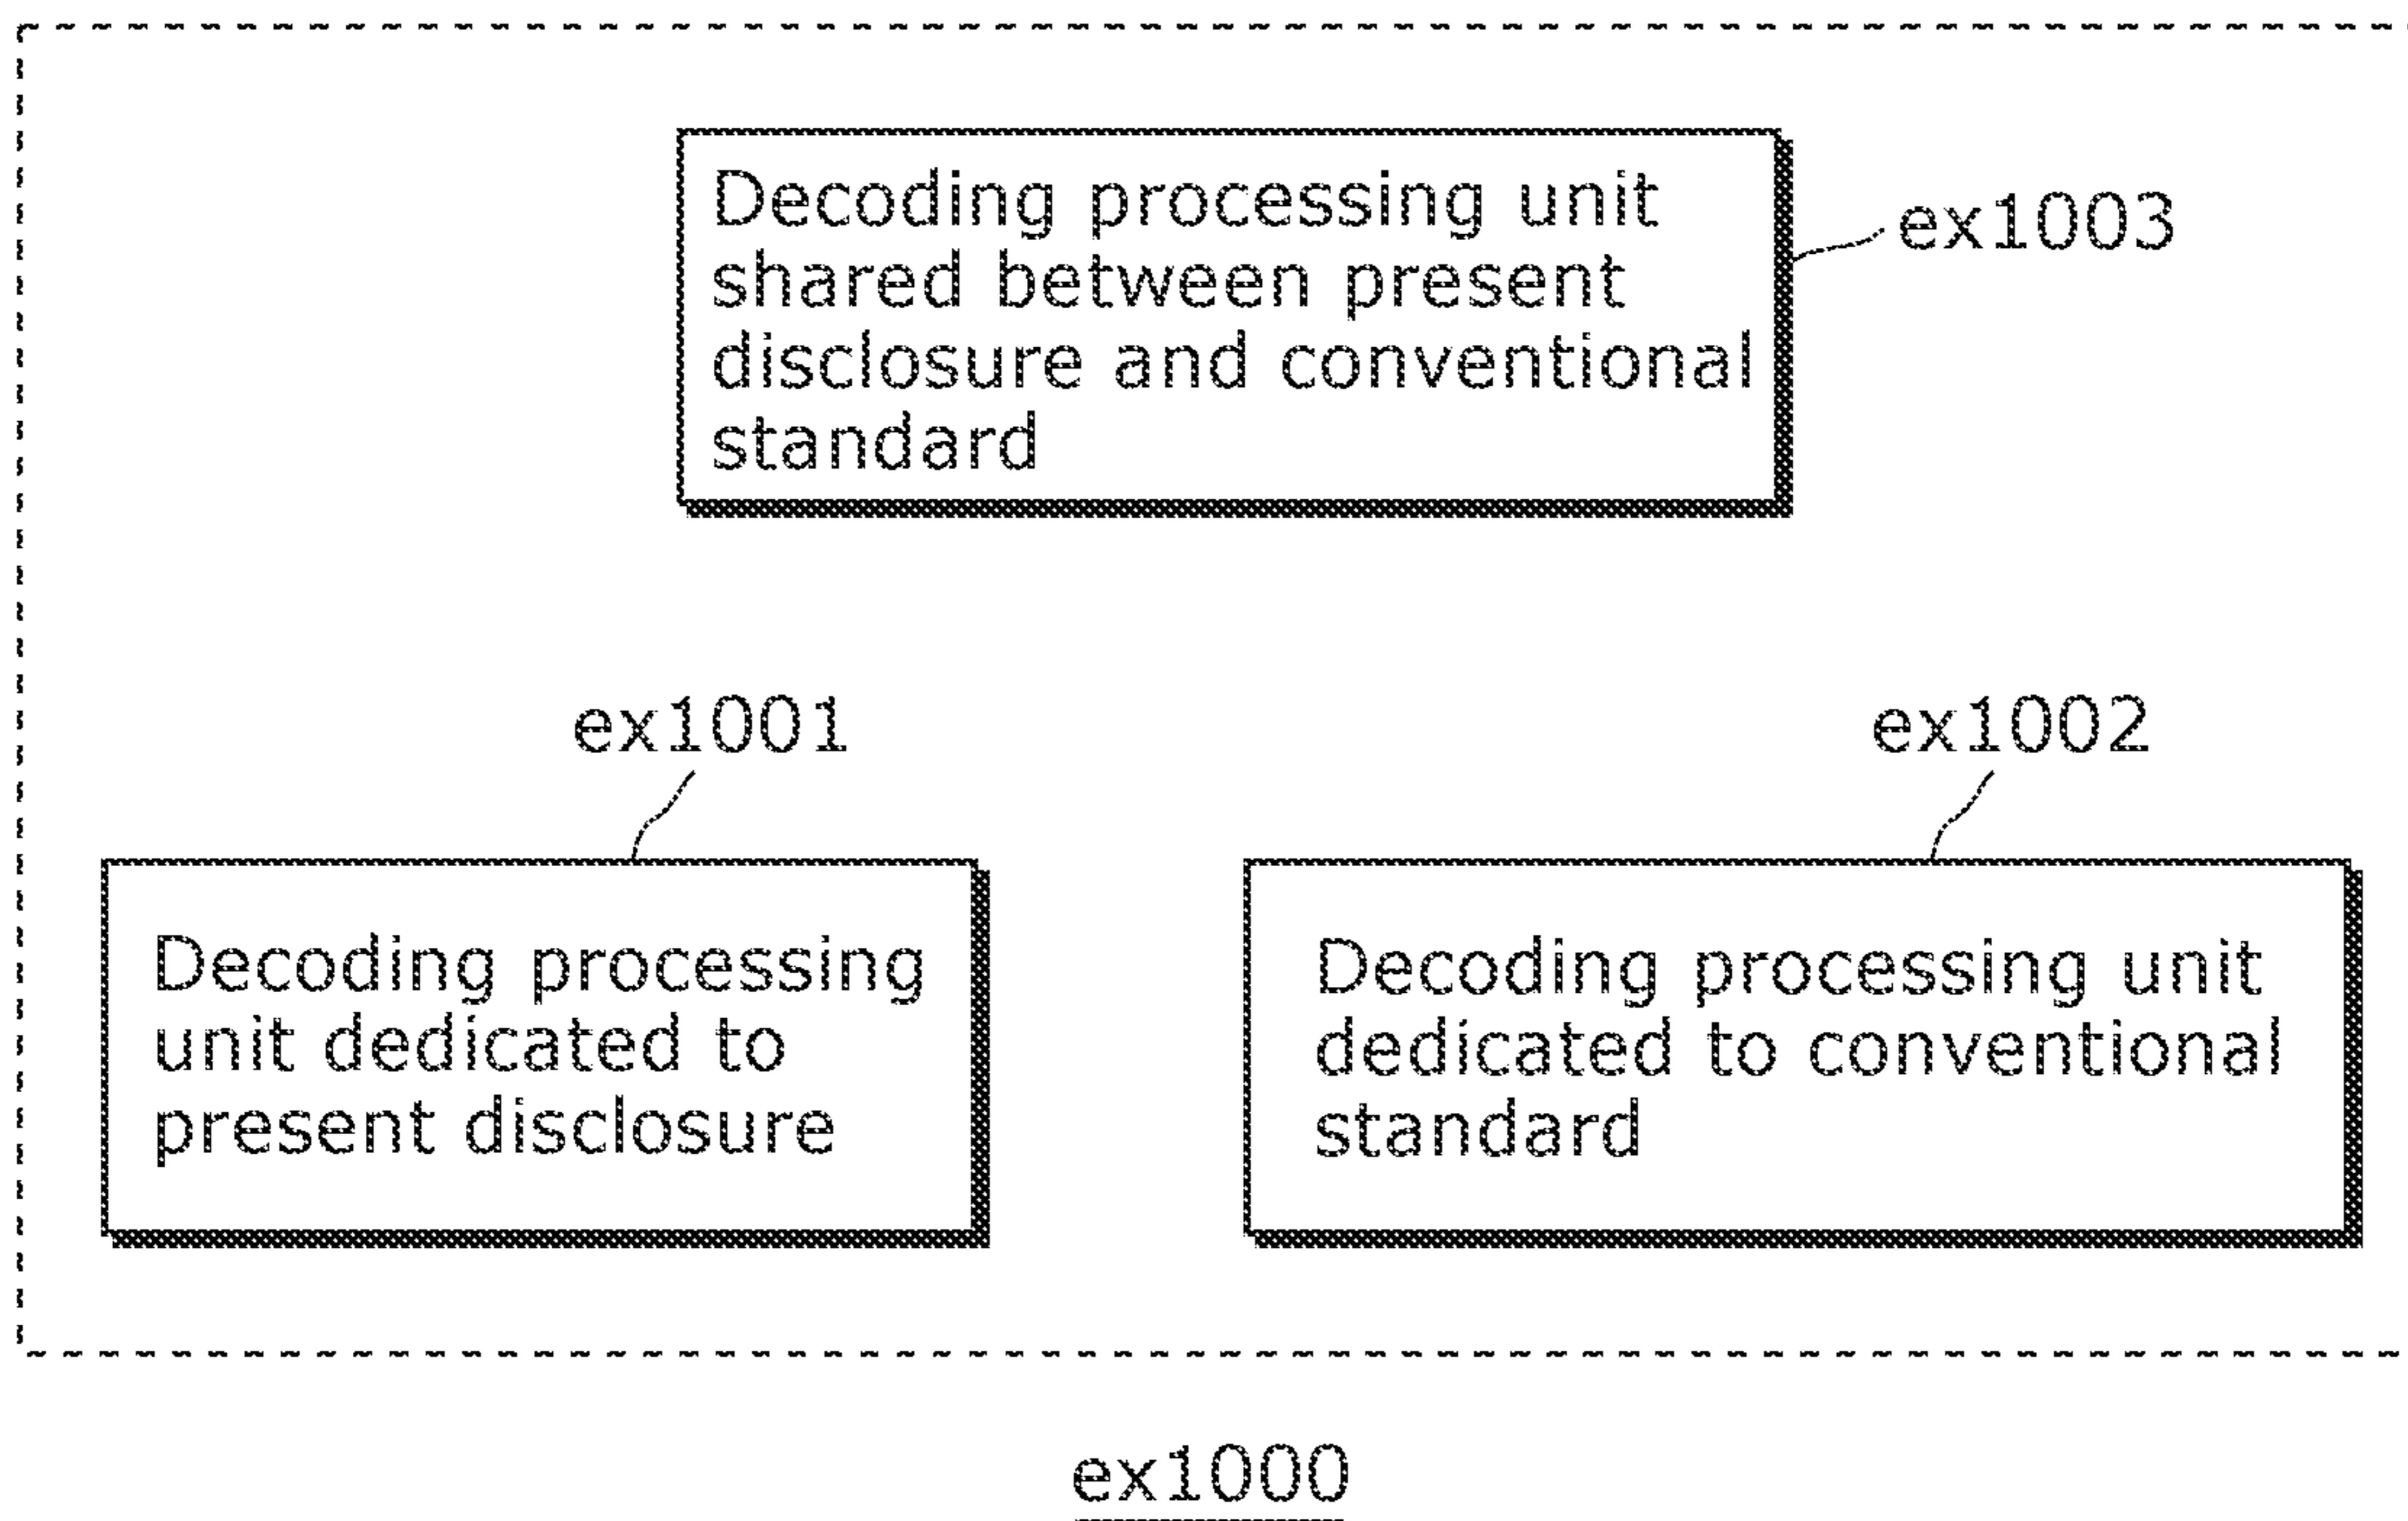 Decoding processing unit
shared between present
disclosure and conventional
standard
ex1003
ex1001
ex1002
Decoding processing
unit dedicated to
present disclosure
Decoding processing unit
dedicated to conventional
standard
ex1000